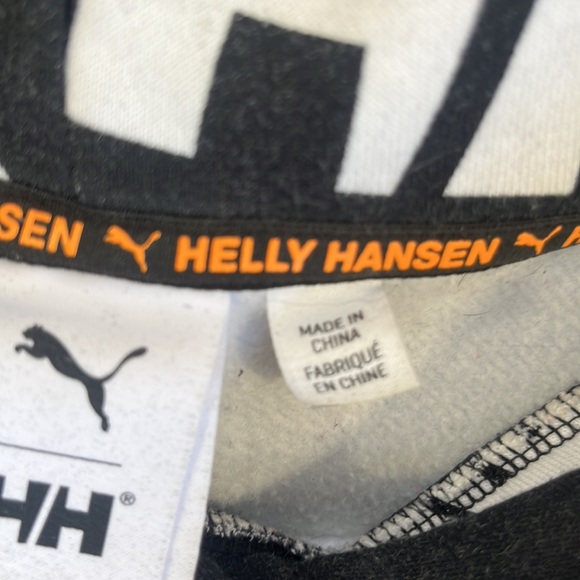 SEN HELLY HANSEN
MADE IN
CHINA
FABRIQUÉ
EN CHINE
HH®